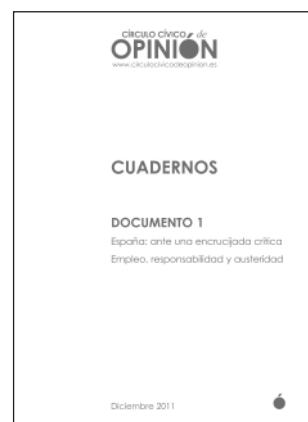 CÍRCULO CÍVICO de
OPINIÓN
www.circulocivicodeopinion.es
CUADERNOS
DOCUMENTO 1
España: ante una encrucijada crítica
Empleo, responsabilidad y austeridad
Diciembre 2011